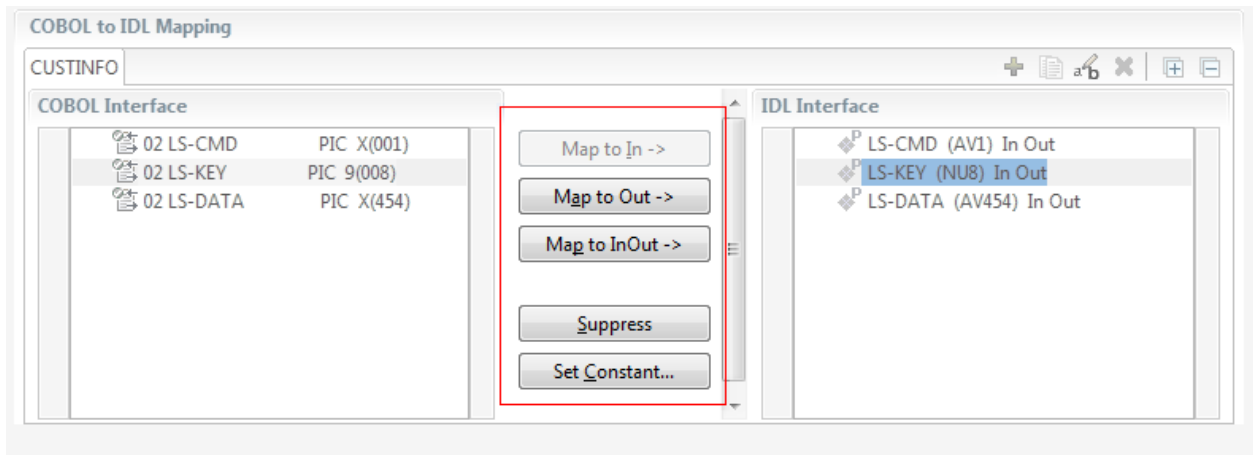 COBOL to IDL Mapping
CUSTINFO
COBOL Interface
02 LS-CMD PIC X(001)
02 LS-KEY PIC 9(008)
02 LS-DATA PIC X(454)
Map to In ->
Map to Out ->
Map to InOut ->
Suppress
Set Constant...
IDL Interface
LS-CMD (AV1) In Out
LS-KEY (NU8) In Out
LS-DATA (AV454) In Out